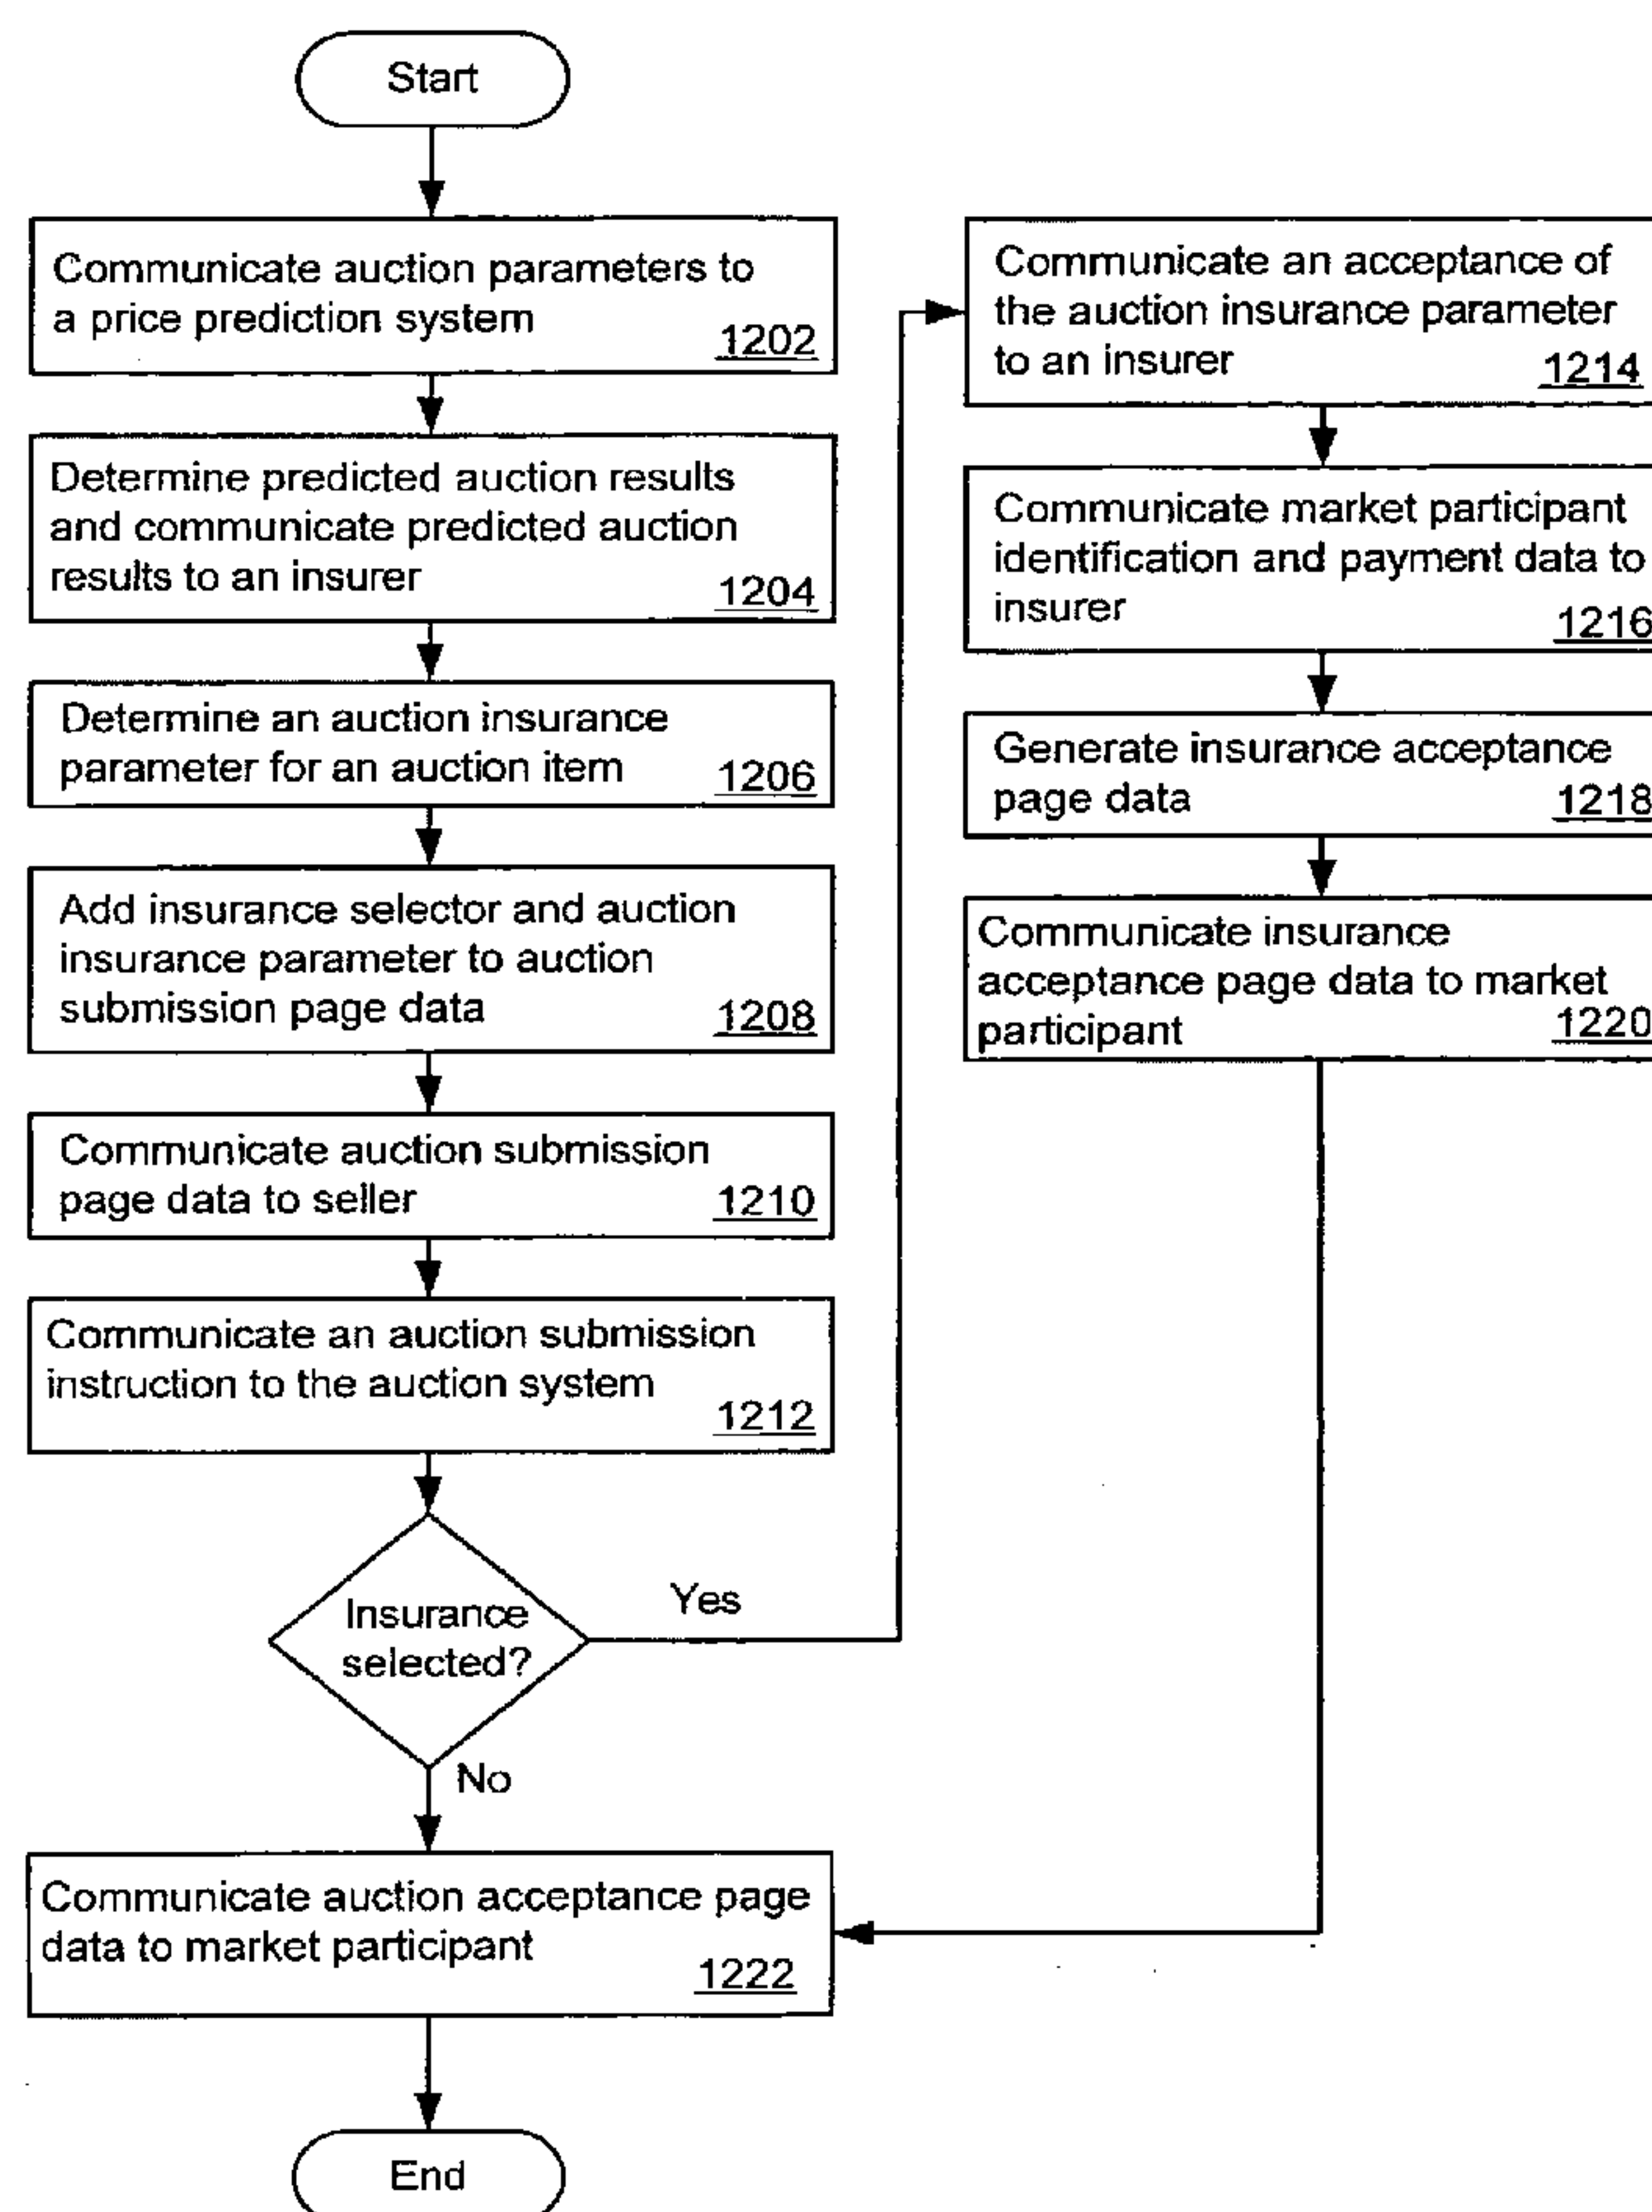 Start
Communicate auction parameters to
a price prediction system
1202
Determine predicted auction results
and communicate predicted auction
results to an insurer
1204
Determine an auction insurance
parameter for an auction item
1206
Add insurance selector and auction
insurance parameter to auction
submission page data
1208
Communicate auction submission
page data to seller
1210
Communicate an auction submission
instruction to the auction system
1212
Insurance
selected?
Yes
No
Communicate an acceptance of
the auction insurance parameter
to an insurer
1214
Communicate market participant
identification and payment data to
insurer
1216
Generate insurance acceptance
page data
1218
Communicate insurance
acceptance page data to market
participant
1220
Communicate auction acceptance page
data to market participant
1222
End